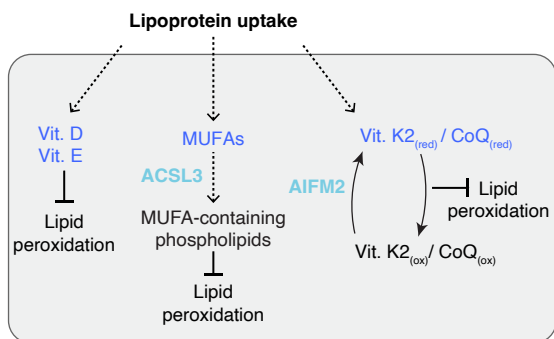 Lipoprotein uptake
Vit. D
Vit. E
Lipid
peroxidation
MUFAs
ACSL3
MUFA-containing
phospholipids
Lipid
peroxidation
Vit. K2(red)/ CoQ(red)
AIFM2
Lipid
peroxidation
Vit. K2(ox)/ CoQ(ox)